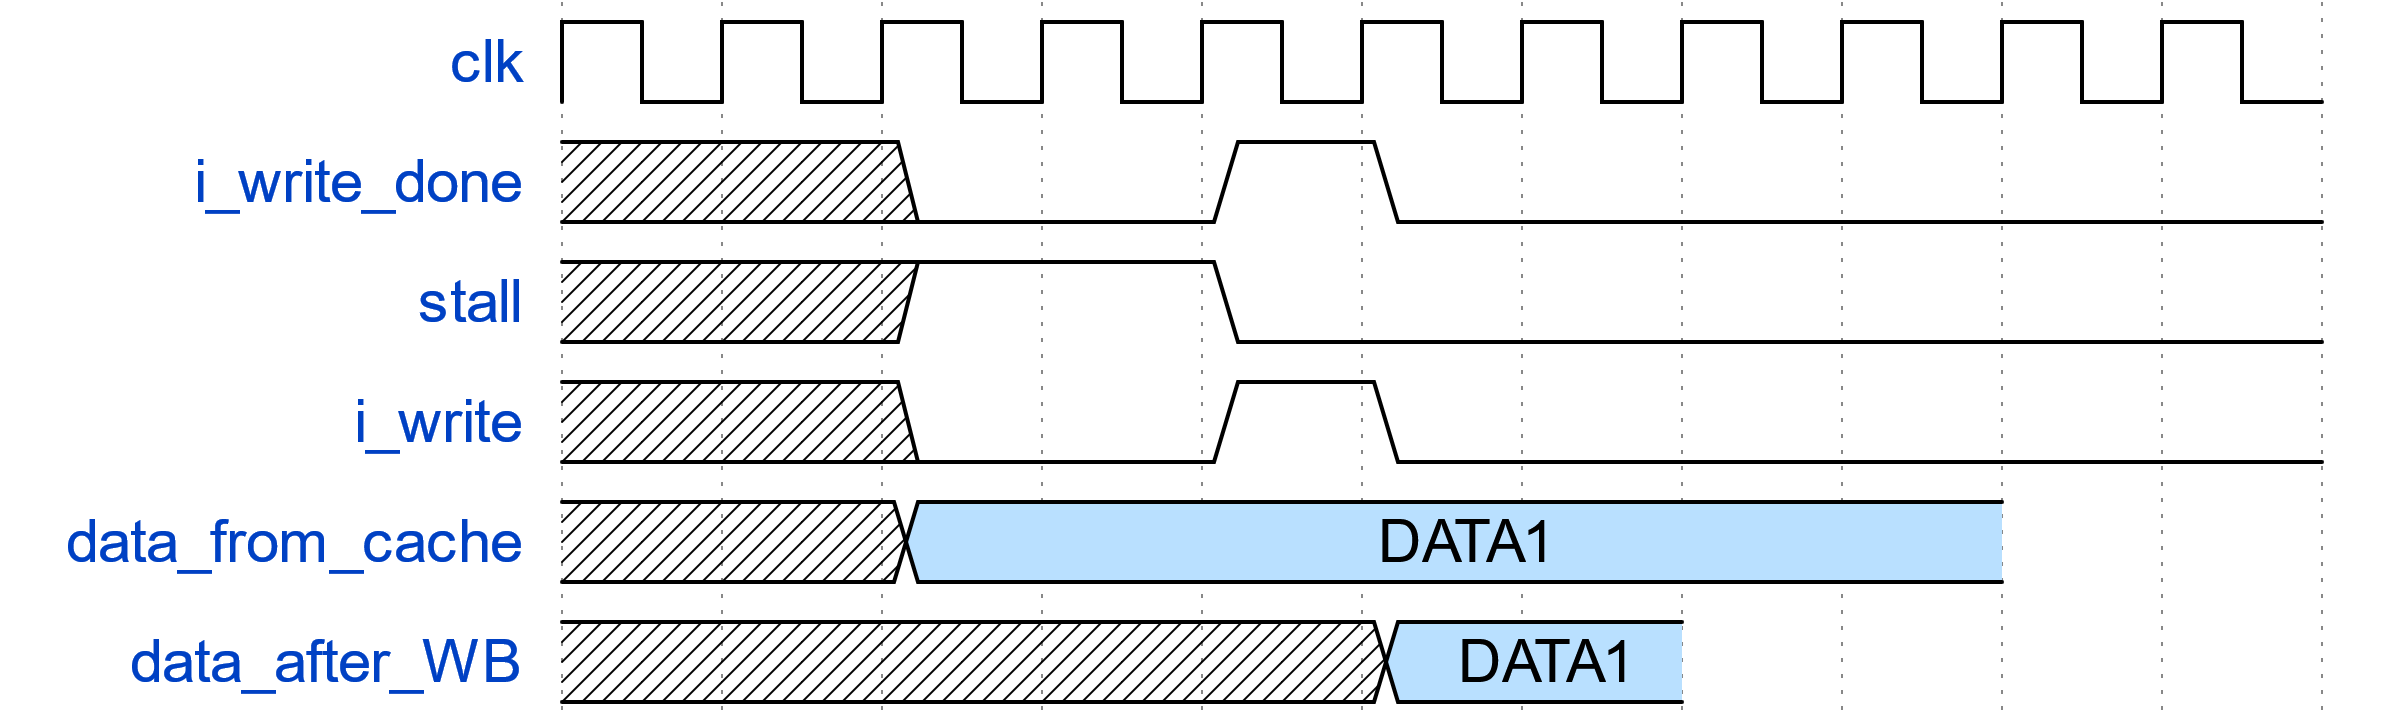 clk
i_write_done
stall
i_write
data_from_cache
DATA1
data_after_WB
DATA1